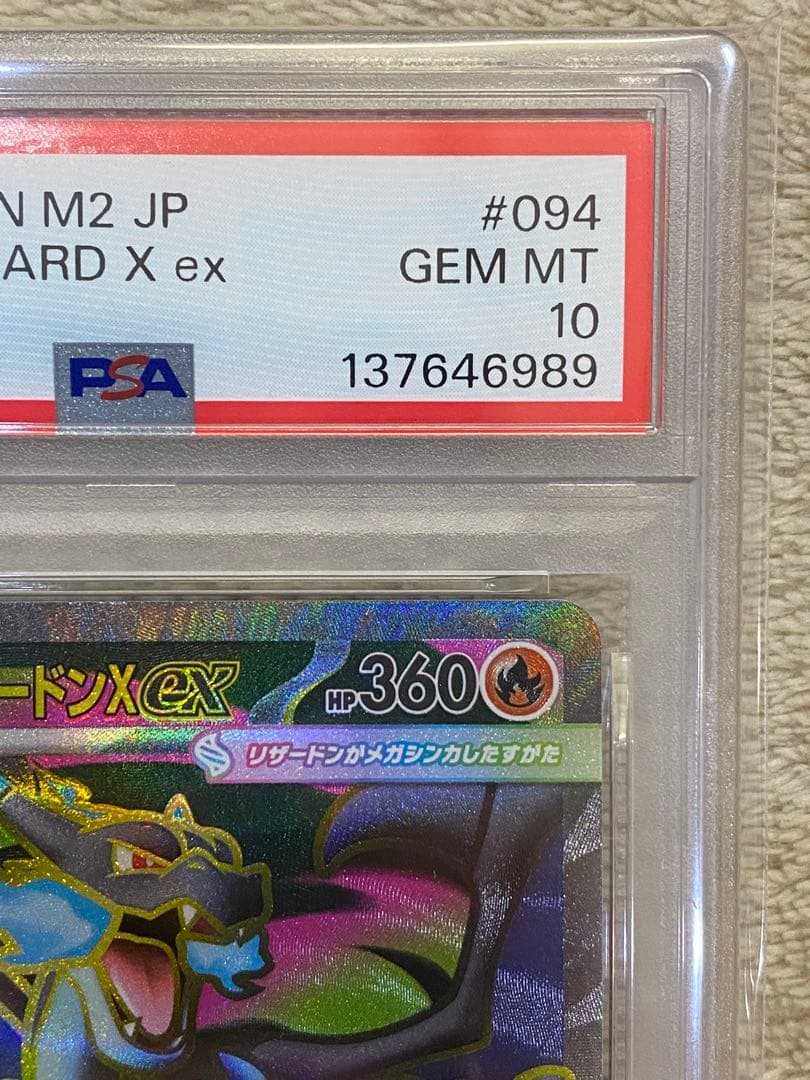 N M2 JP #094
ARD X ex GEM MT
10
PSA 137646989
ードンXex HP360
リザードンがメガシンカしたすがた